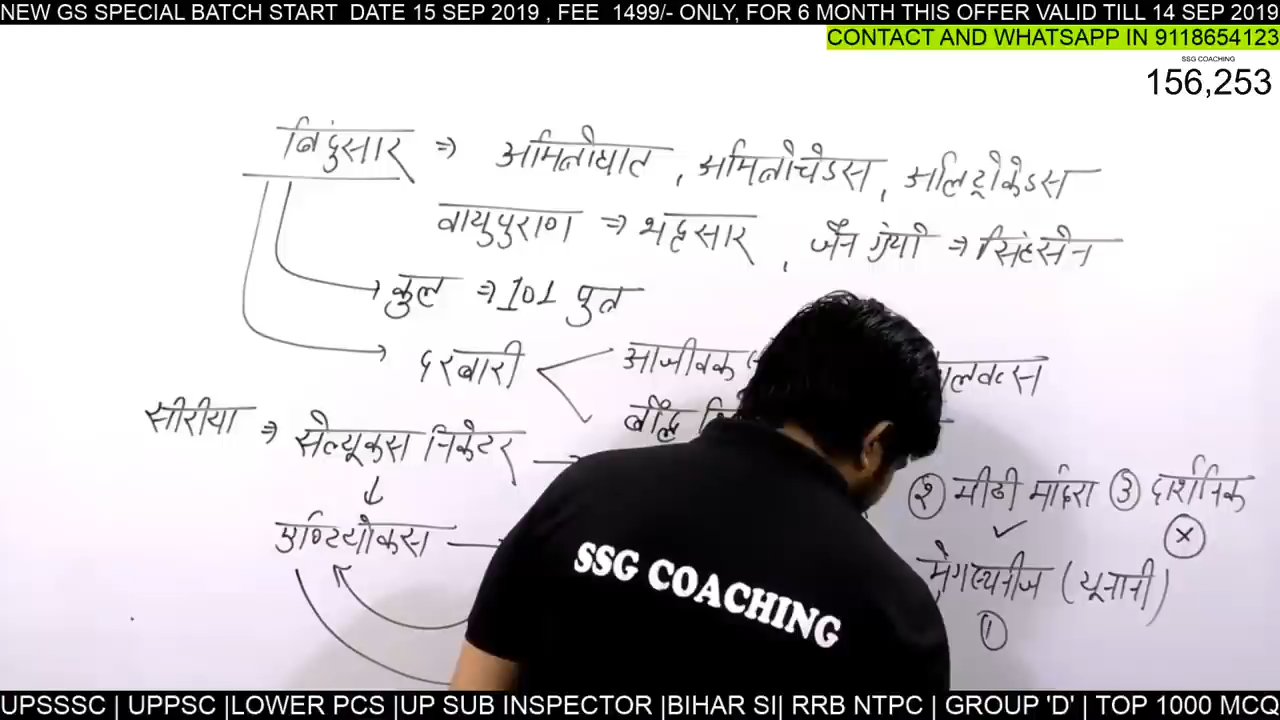 NEW GS SPECIAL BATCH START DATE 15 SEP 2019 , FEE 1499/- ONLY, FOR 6 MONTH THIS OFFER VALID TILL 14 SEP 2019
CONTACT AND WHATSAPP IN 9118654123
SSG COACHING
156,253
बिंदुसार ⇒ अमितोघात , अमितोचेडस , अलिट्रोकेडस
वायुपुराण ⇒ भद्रसार , जैन ग्रंथो ⇒ सिंहसेन
कुल ⇒ 101 पुत्र
दरबारी
आजीवक
बौद्ध
सीरीया ⇒ सेल्यूकस निकेटर →
② मीठी मदिरा ③ दार्शनिक
↓ ✓ ⓧ
एण्टियोकस
मेगस्थनीज (यूनानी)
①
SSG COACHING
UPSSSC | UPPSC |LOWER PCS |UP SUB INSPECTOR |BIHAR SI| RRB NTPC | GROUP 'D' | TOP 1000 MCQ